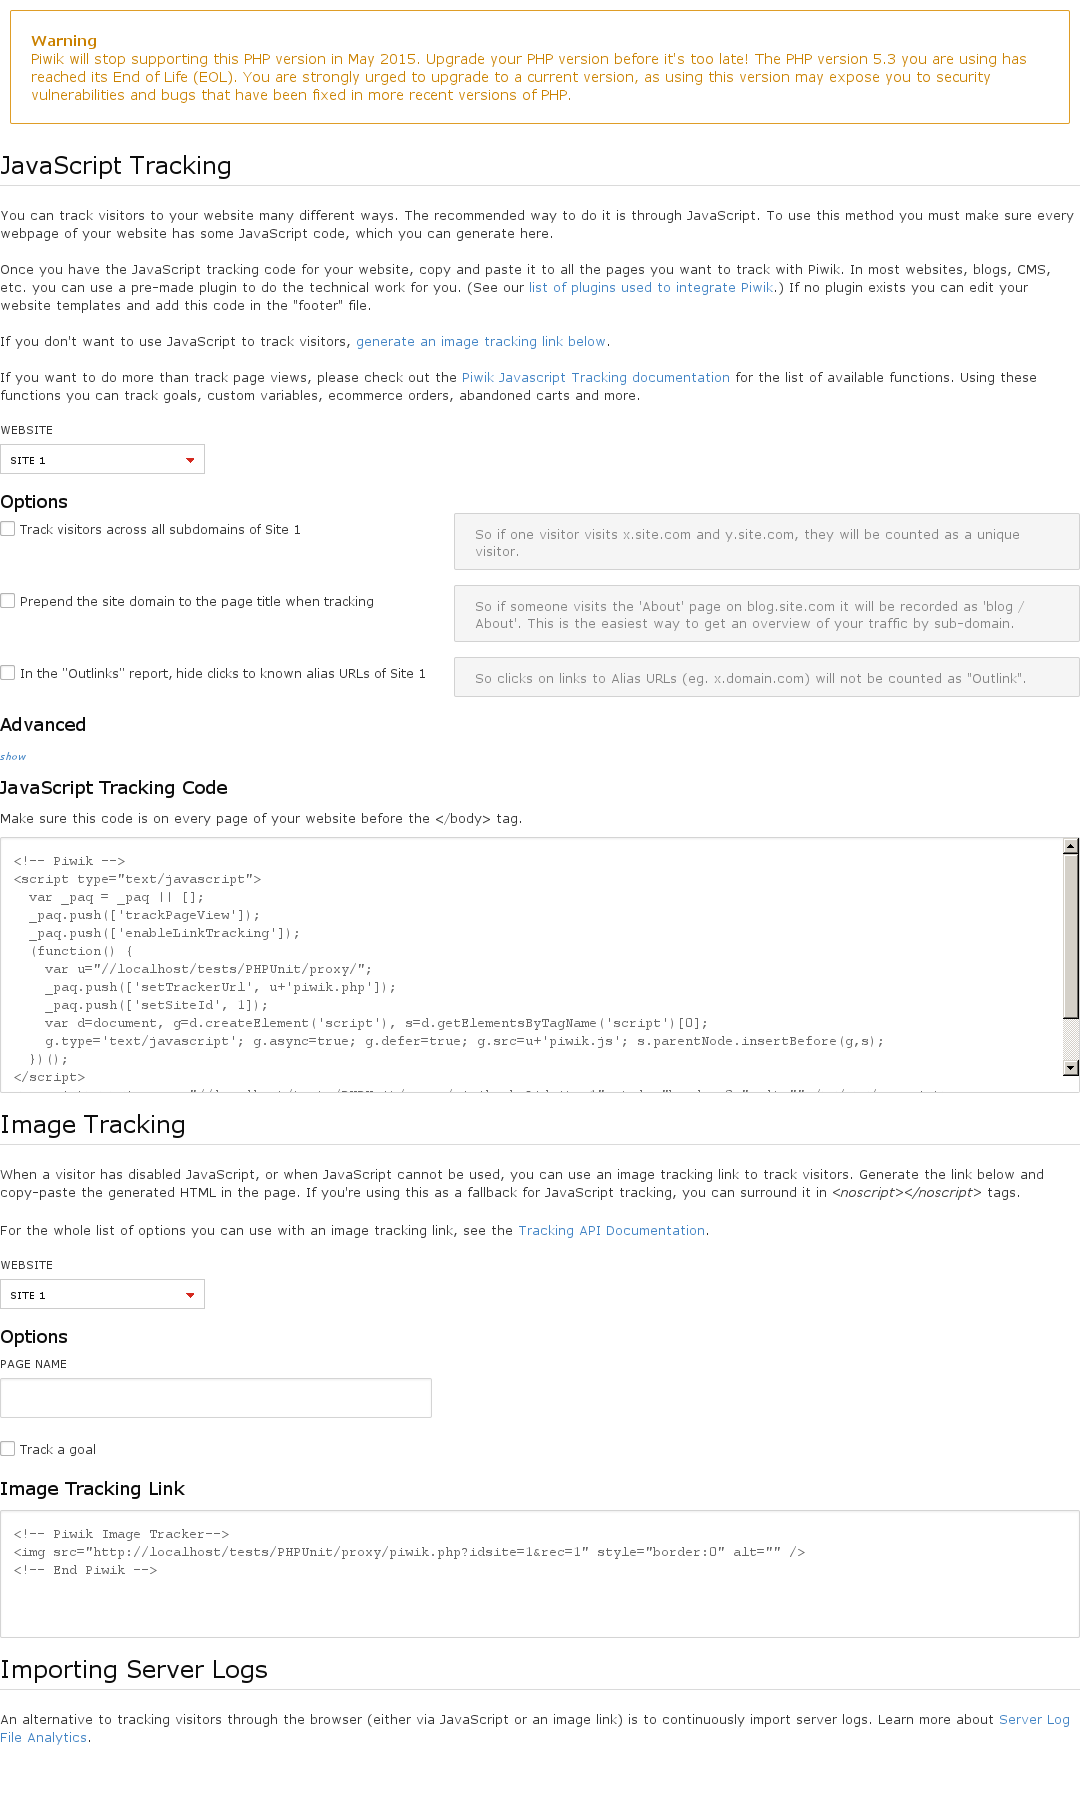 Warning
Piwik will stop supporting this PHP version in May 2015. Upgrade your PHP version before it's too late! The PHP version 5.3 you are using has
reached its End of Life (EOL). You are strongly urged to upgrade to a current version, as using this version may expose you to security
vulnerabilities and bugs that have been fixed in more recent versions of PHP.
JavaScript Tracking
You can track visitors to your website many different ways. The recommended way to do it is through JavaScript. To use this method you must make sure every
webpage of your website has some JavaScript code, which you can generate here.
Once you have the JavaScript tracking code for your website, copy and paste it to all the pages you want to track with Piwik. In most websites, blogs, CMS,
etc. you can use a pre-made plugin to do the technical work for you. (See our list of plugins used to integrate Piwik.) If no plugin exists you can edit your
website templates and add this code in the "footer" file.
If you don't want to use JavaScript to track visitors, generate an image tracking link below.
If you want to do more than track page views, please check out the Piwik Javascript Tracking documentation for the list of available functions. Using these
functions you can track goals, custom variables, ecommerce orders, abandoned carts and more.
WEBSITE
SITE 1
Options
Track visitors across all subdomains of Site 1
So if one visitor visits x.site.com and y.site.com, they will be counted as a unique
visitor.
Prepend the site domain to the page title when tracking
So if someone visits the 'About' page on blog.site.com it will be recorded as 'blog /
About'. This is the easiest way to get an overview of your traffic by sub-domain.
In the "Outlinks" report, hide clicks to known alias URLs of Site 1
So clicks on links to Alias URLs (eg. x.domain.com) will not be counted as "Outlink".
Advanced
show
JavaScript Tracking Code
Make sure this code is on every page of your website before the </body> tag.
<!-- Piwik -->
<script type="text/javascript">
  var _paq = _paq || [];
  _paq.push(['trackPageView']);
  _paq.push(['enableLinkTracking']);
  (function() {
    var u="//localhost/tests/PHPUnit/proxy/";
    _paq.push(['setTrackerUrl', u+'piwik.php']);
    _paq.push(['setSiteId', 1]);
    var d=document, g=d.createElement('script'), s=d.getElementsByTagName('script')[0];
    g.type='text/javascript'; g.async=true; g.defer=true; g.src=u+'piwik.js'; s.parentNode.insertBefore(g,s);
  })();
</script>
Image Tracking
When a visitor has disabled JavaScript, or when JavaScript cannot be used, you can use an image tracking link to track visitors. Generate the link below and
copy-paste the generated HTML in the page. If you're using this as a fallback for JavaScript tracking, you can surround it in <noscript></noscript> tags.
For the whole list of options you can use with an image tracking link, see the Tracking API Documentation.
WEBSITE
SITE 1
Options
PAGE NAME
Track a goal
Image Tracking Link
<!-- Piwik Image Tracker-->
<img src="http://localhost/tests/PHPUnit/proxy/piwik.php?idsite=1&rec=1" style="border:0" alt="" />
<!-- End Piwik -->
Importing Server Logs
An alternative to tracking visitors through the browser (either via JavaScript or an image link) is to continuously import server logs. Learn more about Server Log
File Analytics.